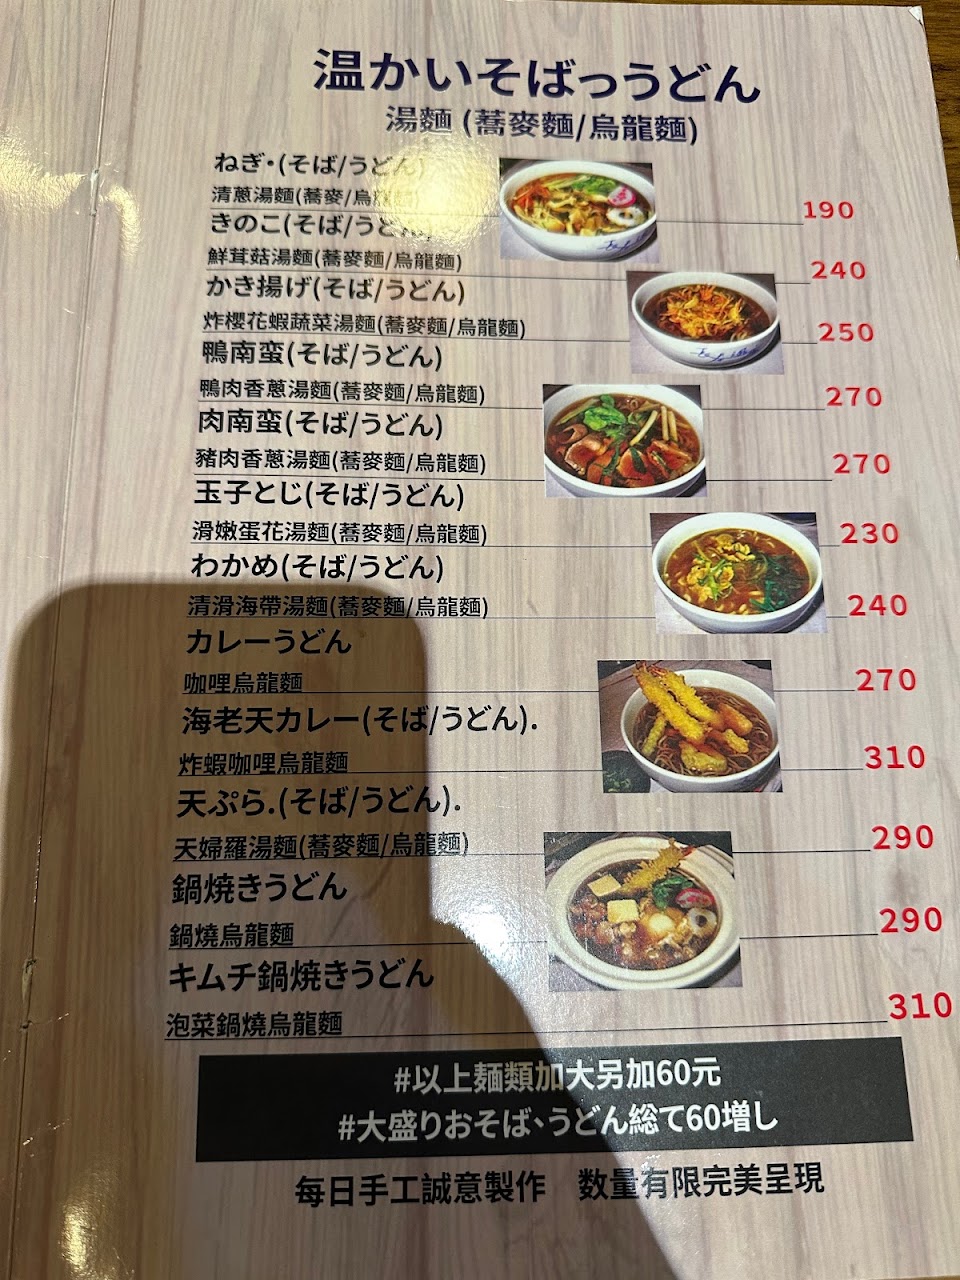 温かいそばっうどん
湯麵 (蕎麥麵/烏龍麵)
ねぎ・(そば/うどん)
清蔥湯麵(蕎麥/烏龍麵) 190
きのこ(そば/うどん)
鮮茸菇湯麵(蕎麥麵/烏龍麵) 240
かき揚げ(そば/うどん)
炸櫻花蝦蔬菜湯麵(蕎麥麵/烏龍麵) 250
鴨南蛮(そば/うどん)
鴨肉香蔥湯麵(蕎麥麵/烏龍麵) 270
肉南蛮(そば/うどん)
豬肉香蔥湯麵(蕎麥麵/烏龍麵) 270
玉子とじ(そば/うどん)
滑嫩蛋花湯麵(蕎麥麵/烏龍麵) 230
わかめ(そば/うどん)
清滑海帶湯麵(蕎麥麵/烏龍麵) 240
カレーうどん
咖哩烏龍麵 270
海老天カレー(そば/うどん).
炸蝦咖哩烏龍麵 310
天ぷら.(そば/うどん).
天婦羅湯麵(蕎麥麵/烏龍麵) 290
鍋焼きうどん
鍋燒烏龍麵 290
キムチ鍋焼きうどん
泡菜鍋燒烏龍麵 310
#以上麺類加大另加60元
#大盛りおそば、うどん総て60増し
每日手工誠意製作 数量有限完美呈現